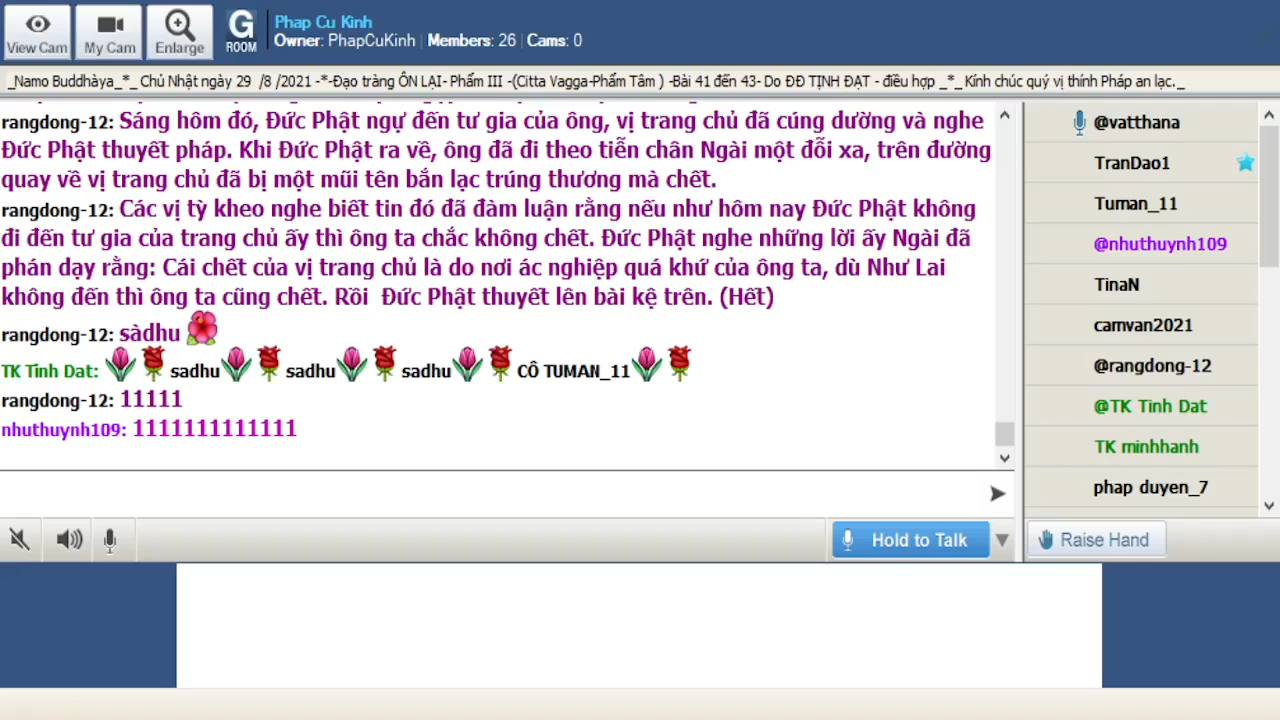 View Cam
My Cam
Enlarge
G
ROOM
Phap Cu Kinh
Owner: PhapCuKinh | Members: 26 | Cams: 0
_Namo Buddhàya_*_ Chủ Nhật ngày 29 /8 /2021 -*-Đạo tràng ÔN LẠI- Phẩm III -(Citta Vagga-Phẩm Tâm ) -Bài 41 đến 43- Do ĐĐ TỊNH ĐẠT - điều hợp _*_ Kính chúc quý vị thính Pháp an lạc._
rangdong-12: Sáng hôm đó, Đức Phật ngự đến tư gia của ông, vị trang chủ đã cúng dường và nghe
Đức Phật thuyết pháp. Khi Đức Phật ra về, ông đã đi theo tiễn chân Ngài một đỗi xa, trên đường
quay về vị trang chủ đã bị một mũi tên bắn lạc trúng thương mà chết.
rangdong-12: Các vị tỳ kheo nghe biết tin đó đã đàm luận rằng nếu như hôm nay Đức Phật không
đi đến tư gia của trang chủ ấy thì ông ta chắc không chết. Đức Phật nghe những lời ấy Ngài đã
phán dạy rằng: Cái chết của vị trang chủ là do nơi ác nghiệp quá khứ của ông ta, dù Như Lai
không đến thì ông ta cũng chết. Rồi Đức Phật thuyết lên bài kệ trên. (Hết)
rangdong-12: sàdhu
TK Tinh Dat: sadhu sadhu sadhu CÔ TUMAN_11
rangdong-12: 11111
nhuthuynh109: 1111111111111
@vatthana
TranDao1
Tuman_11
@nhuthuynh109
TinaN
camvan2021
@rangdong-12
@TK Tinh Dat
TK minhhanh
phap duyen_7
Hold to Talk
Raise Hand